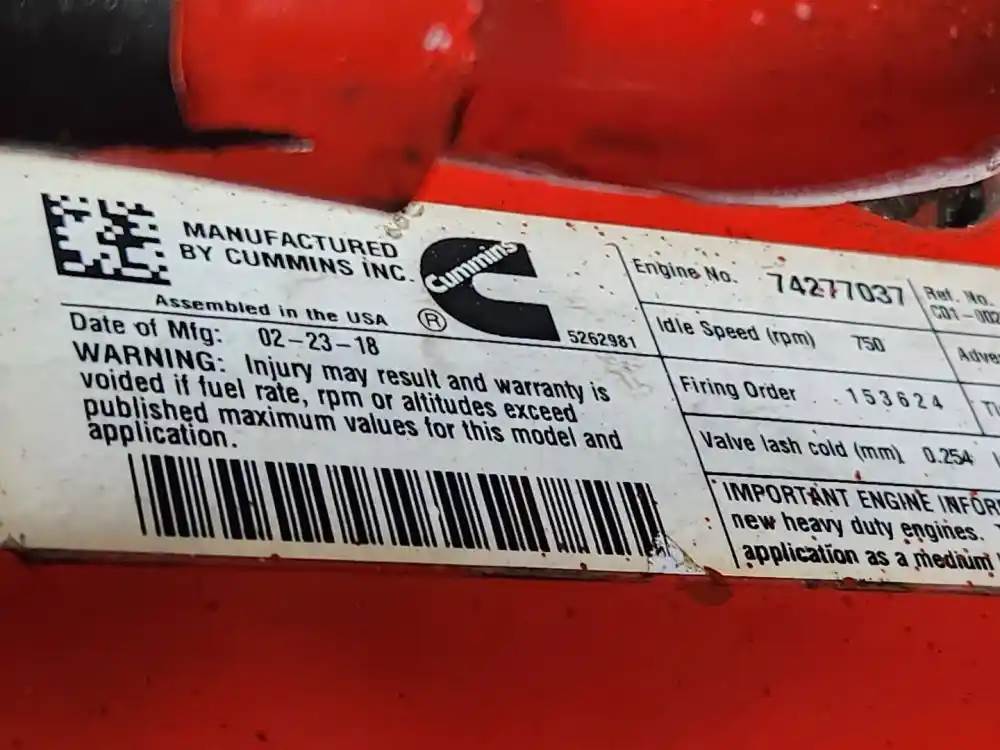 MANUFACTURED
BY CUMMINS INC.
Assembled in the USA
Cummins
®
5262981
Date of Mfg: 02-23-18
WARNING: Injury may result and warranty is
voided if fuel rate, rpm or altitudes exceed
published maximum values for this model and
application.
Engine No. 74277037
Ref. No.
Idle Speed (rpm) 750
Firing Order 153624
Valve lash cold (mm) 0.254
IMPORTANT ENGINE
new heavy duty engines.
application as a medium